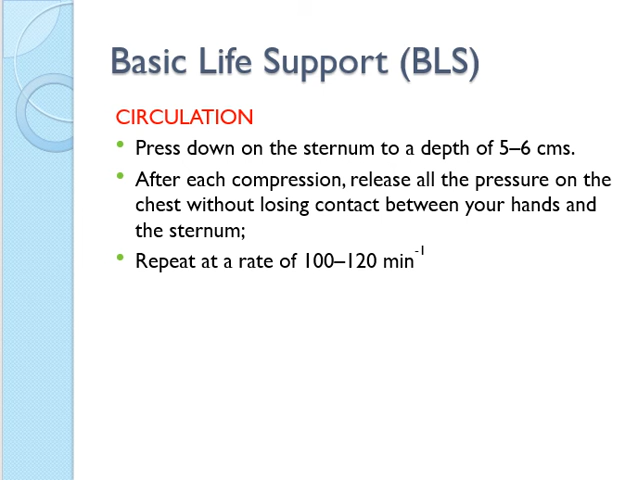 Basic Life Support (BLS)
CIRCULATION
• Press down on the sternum to a depth of 5–6 cms.
• After each compression, release all the pressure on the
chest without losing contact between your hands and
the sternum;
• Repeat at a rate of 100–120 min⁻¹